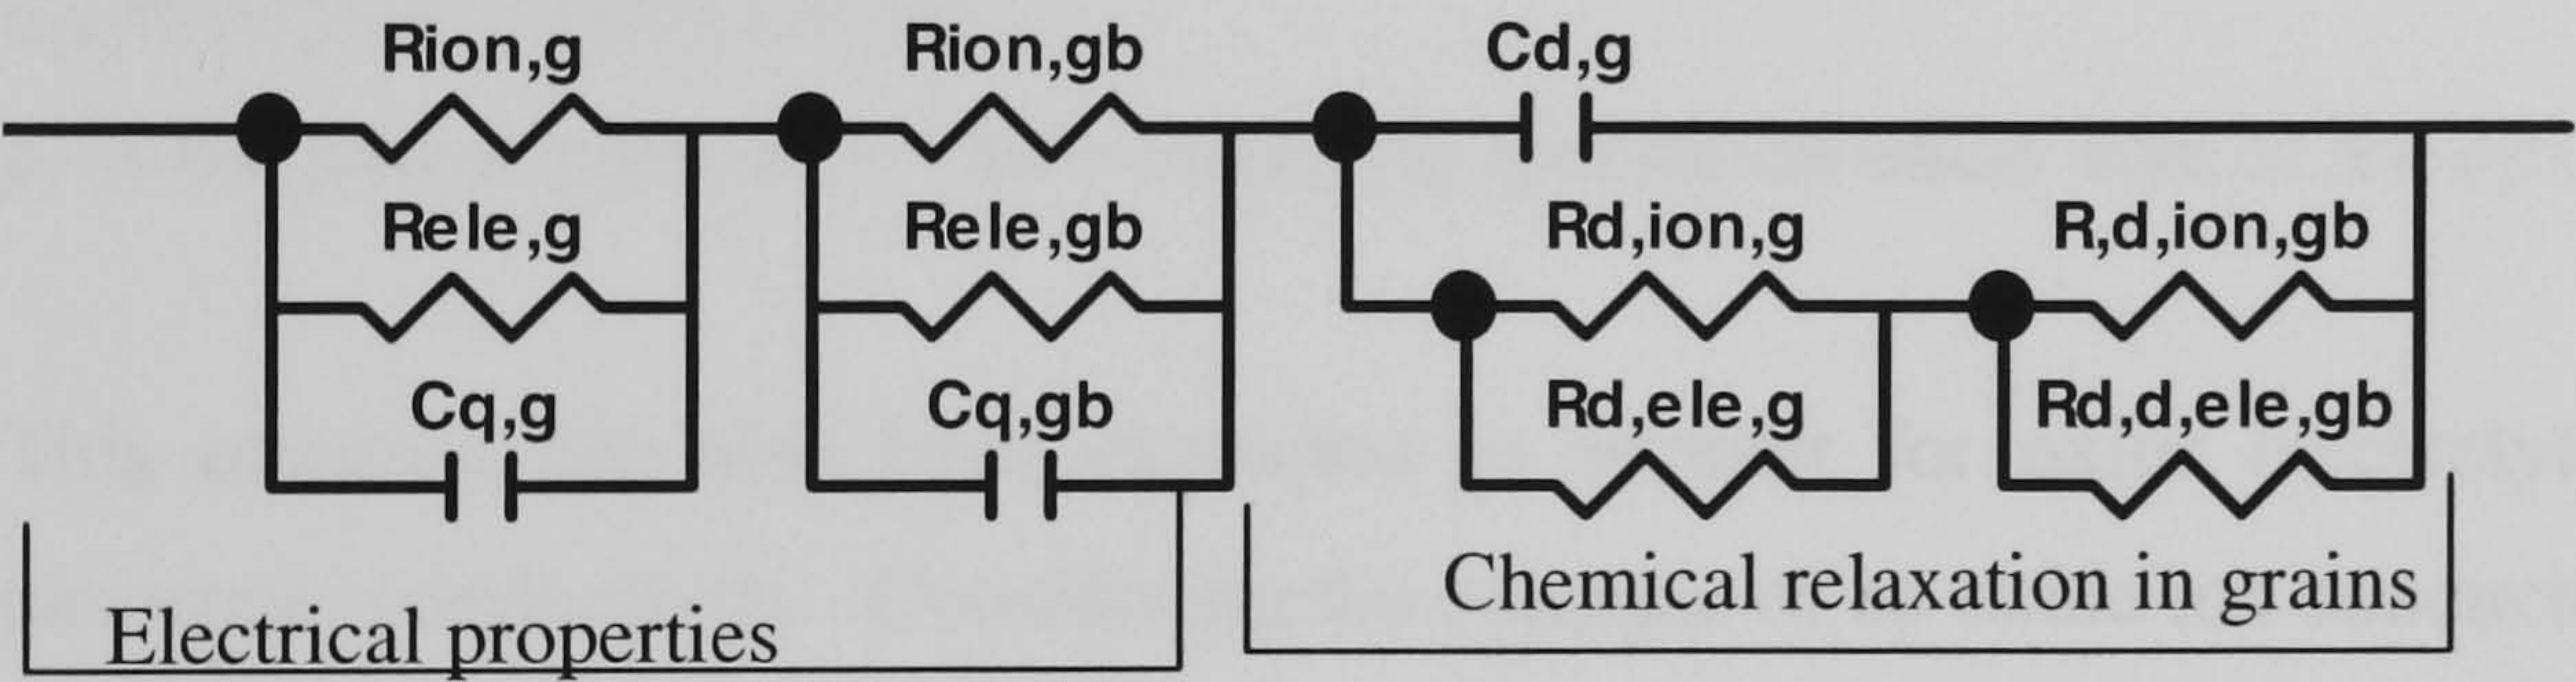 Rion,g
Rion,gb
Cd,g
Rele,g
Rele,gb
Rd,ion,g
R,d,ion,gb
Cq,g
Cq,gb
Rd,ele,g
Rd,d,ele,gb
Chemical relaxation in grains
Electrical properties